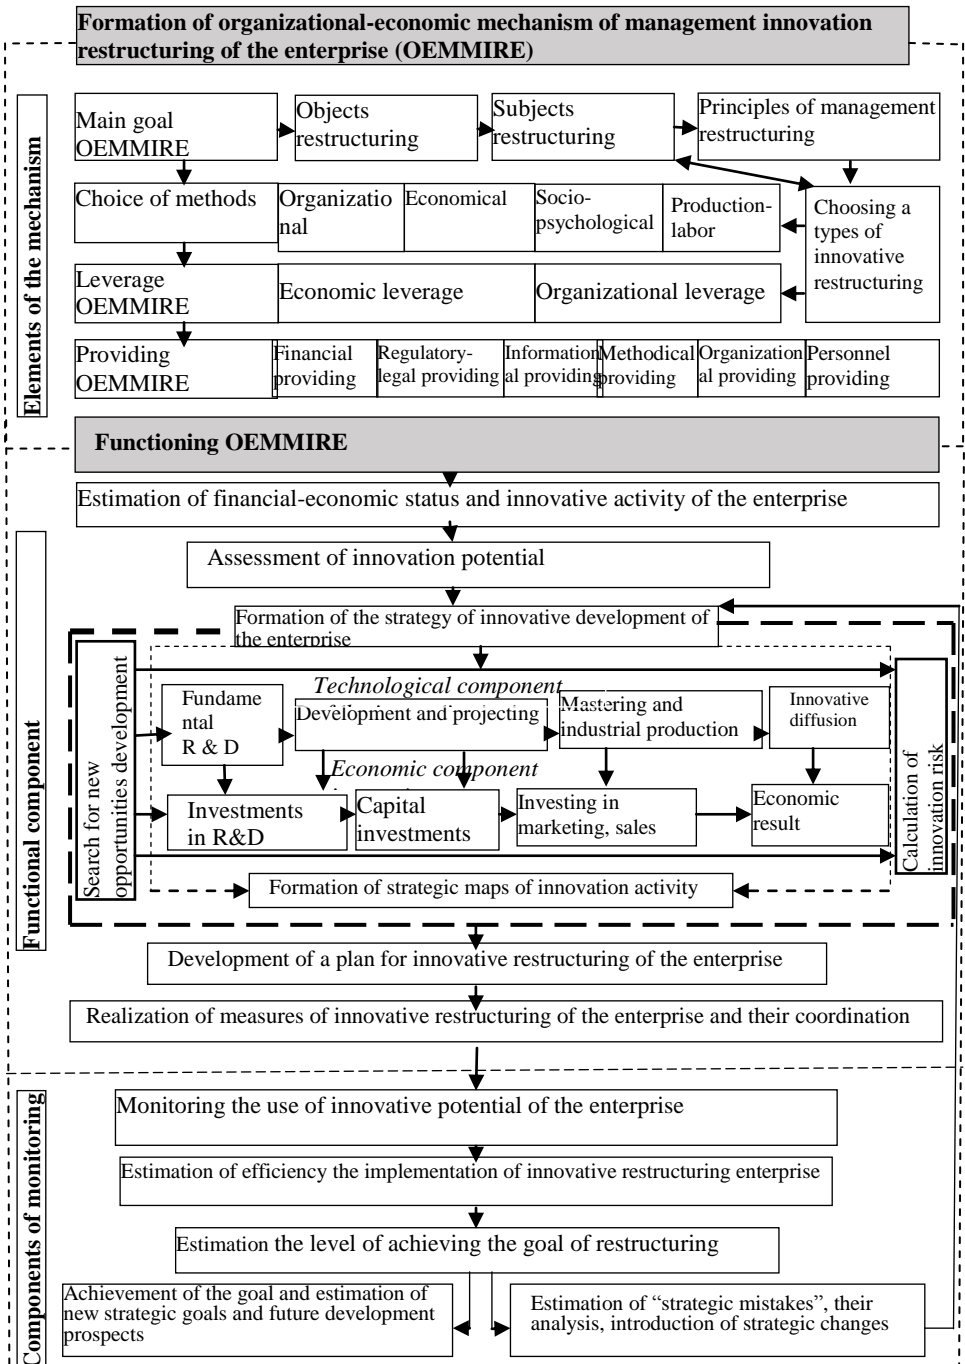 Formation of organizational-economic mechanism of management innovation
restructuring of the enterprise (OEMMIRE)
Elements of the mechanism
Main goal
OEMMIRE
Objects
restructuring
Subjects
restructuring
Principles of management
restructuring
Choice of methods
Organizatio
nal
Economical
Socio-
psychological
Production-
labor
Choosing a
types of
innovative
restructuring
Leverage
OEMMIRE
Economic leverage
Organizational leverage
Providing
OEMMIRE
Financial
providing
Regulatory-
legal providing
Information
al providing
Methodical
providing
Organization
al providing
Personnel
providing
Functioning OEMMIRE
Functional component
Estimation of financial-economic status and innovative activity of the enterprise
Assessment of innovation potential
Formation of the strategy of innovative development of
the enterprise
Search for new
opportunities development
Technological component
Fundame
ntal
R & D
Development and projecting
Mastering and
industrial production
Innovative
diffusion
Economic component
Investments
in R&D
Capital
investments
Investing in
marketing, sales
Economic
result
Calculation of
innovation risk
Formation of strategic maps of innovation activity
Development of a plan for innovative restructuring of the enterprise
Realization of measures of innovative restructuring of the enterprise and their coordination
Components of monitoring
Monitoring the use of innovative potential of the enterprise
Estimation of efficiency the implementation of innovative restructuring enterprise
Estimation the level of achieving the goal of restructuring
Achievement of the goal and estimation of
new strategic goals and future development
prospects
Estimation of “strategic mistakes”, their
analysis, introduction of strategic changes